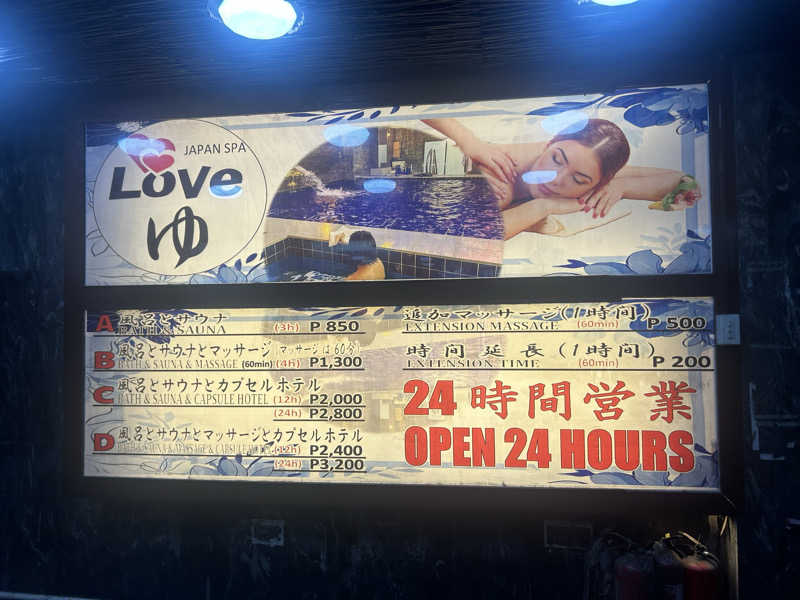 JAPAN SPA
Love
ゆ
A 風呂とサウナ
BATH & SAUNA (3h) P 850
B 風呂とサウナとマッサージ (マッサージは60分)
BATH & SAUNA & MASSAGE (60min) (4h) P1,300
C 風呂とサウナとカプセルホテル
BATH & SAUNA & CAPSULE HOTEL (12h) P2,000
(24h) P2,800
D 風呂とサウナとマッサージとカプセルホテル
BATH & SAUNA & MASSAGE & CAPSULE HOTEL (12h) P2,400
(24h) P3,200
追加マッサージ(1時間)
EXTENSION MASSAGE (60min) P 500
時間延長(1時間)
EXTENSION TIME (60min) P 200
24時間営業
OPEN 24 HOURS